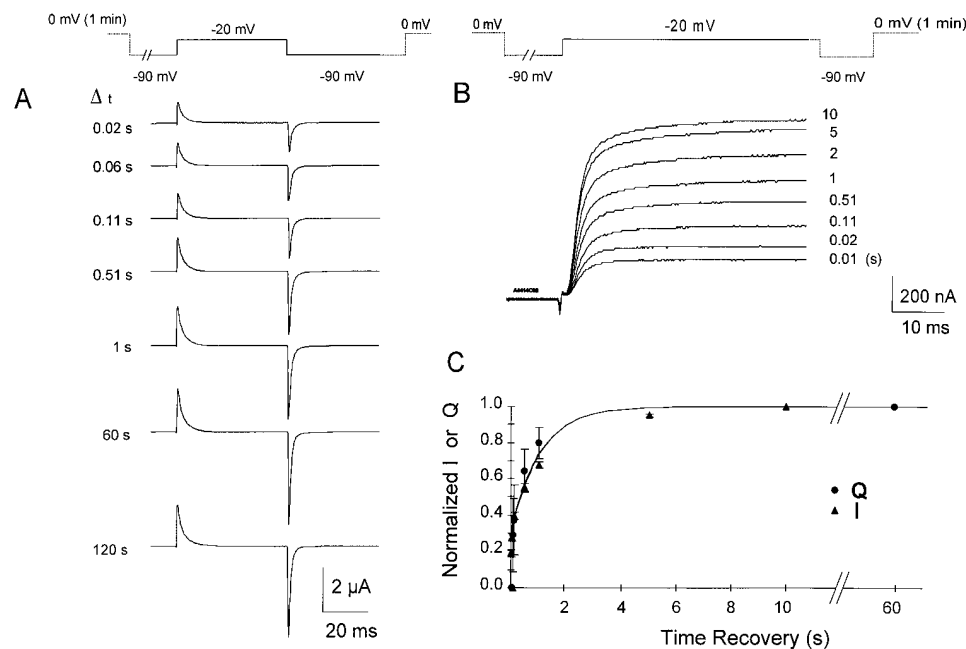 0 mV (1 min)
-20 mV
0 mV
-90 mV
-90 mV
-20 mV
0 mV (1 min)
-90 mV
-90 mV
A
Δ t
0.02 s
0.06 s
0.11 s
0.51 s
1 s
60 s
120 s
2 µA
20 ms
B
10
5
2
1
0.51
0.11
0.02
0.01 (s)
200 nA
10 ms
C
Normalized I or Q
1.0
0.8
0.6
0.4
0.2
0.0
Q
I
2
4
6
8
10
60
Time Recovery (s)